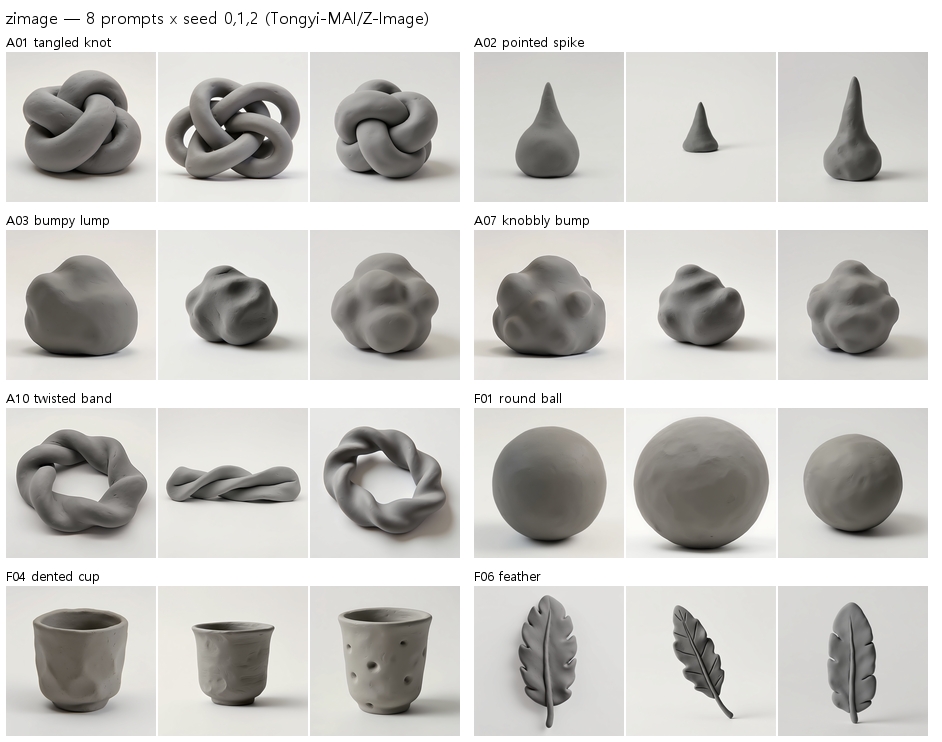 zimage — 8 prompts x seed 0,1,2 (Tongyi-MAI/Z-Image)
A01 tangled knot
A02 pointed spike
A03 bumpy lump
A07 knobbly bump
A10 twisted band
F01 round ball
F04 dented cup
F06 feather